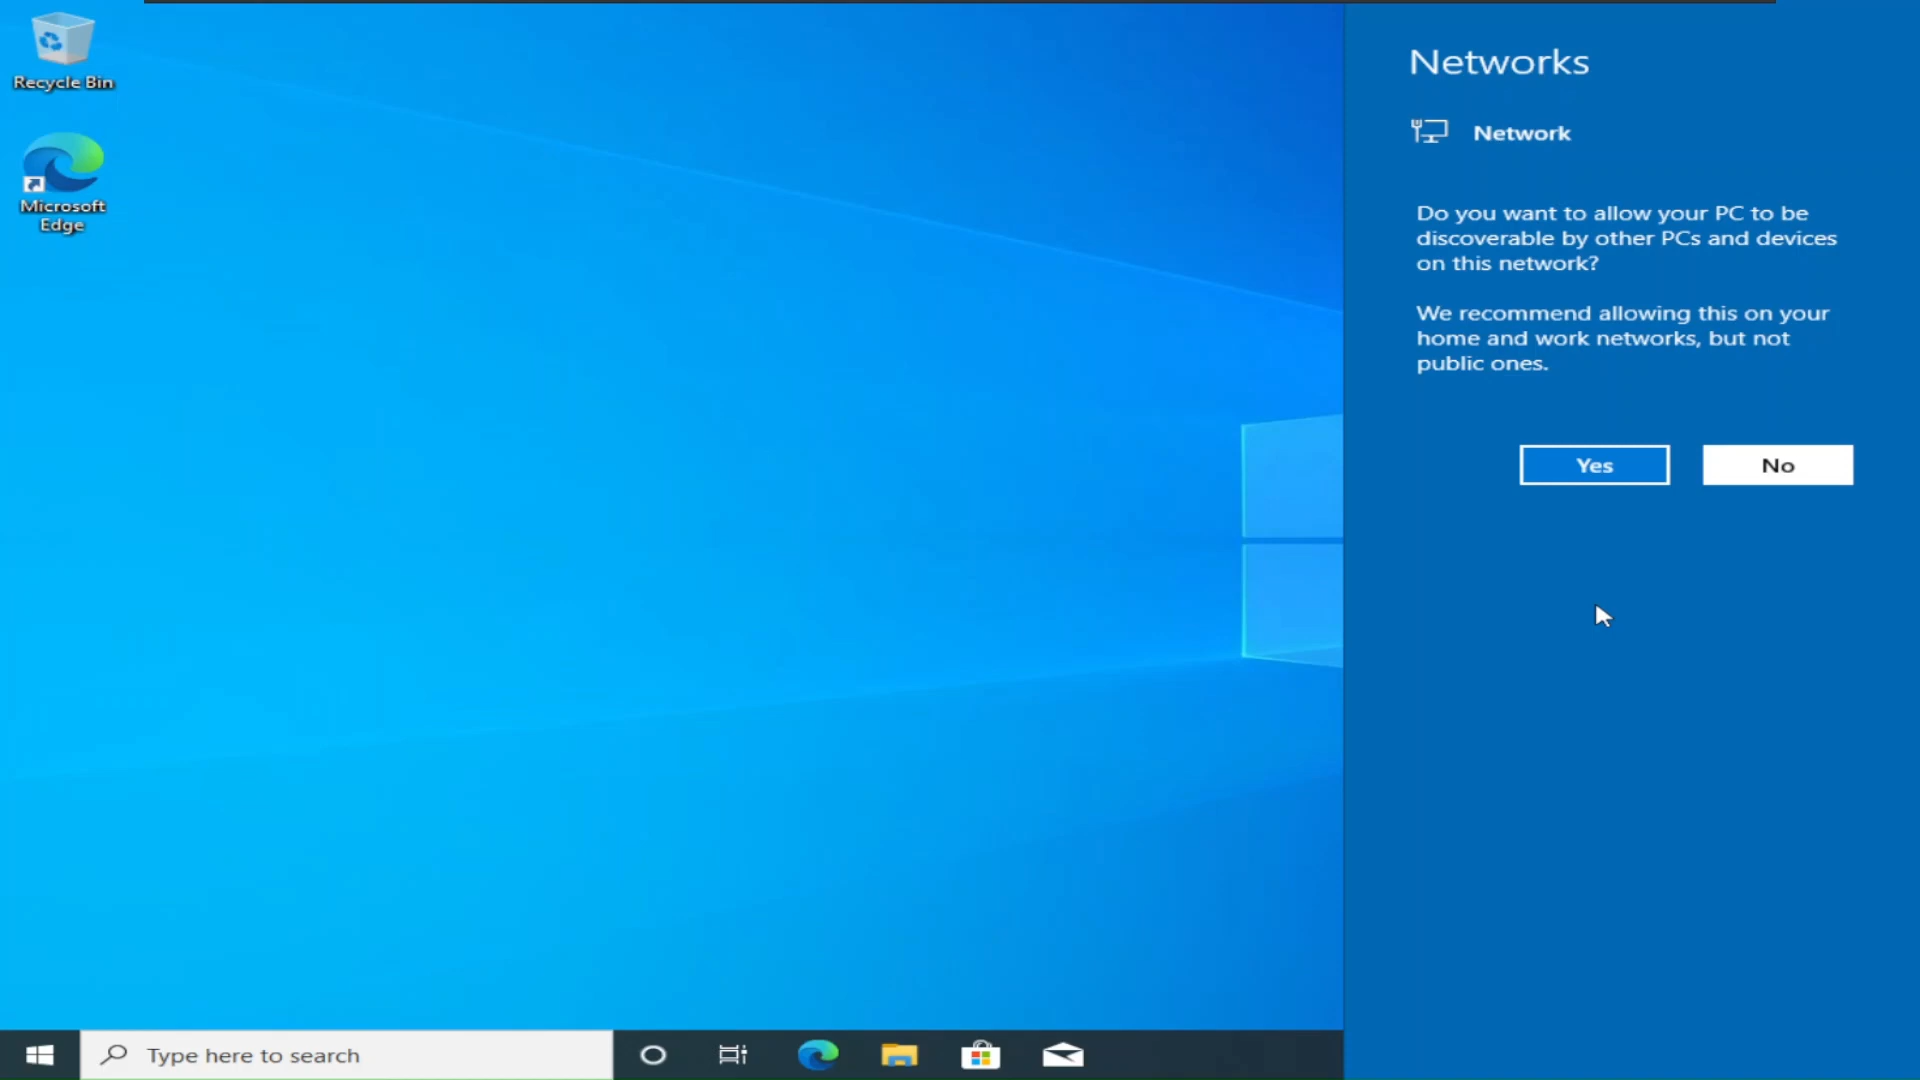 Recycle Bin
Microsoft
Edge
Networks
Network
Do you want to allow your PC to be
discoverable by other PCs and devices
on this network?
We recommend allowing this on your
home and work networks, but not
public ones.
Yes
No
Type here to search